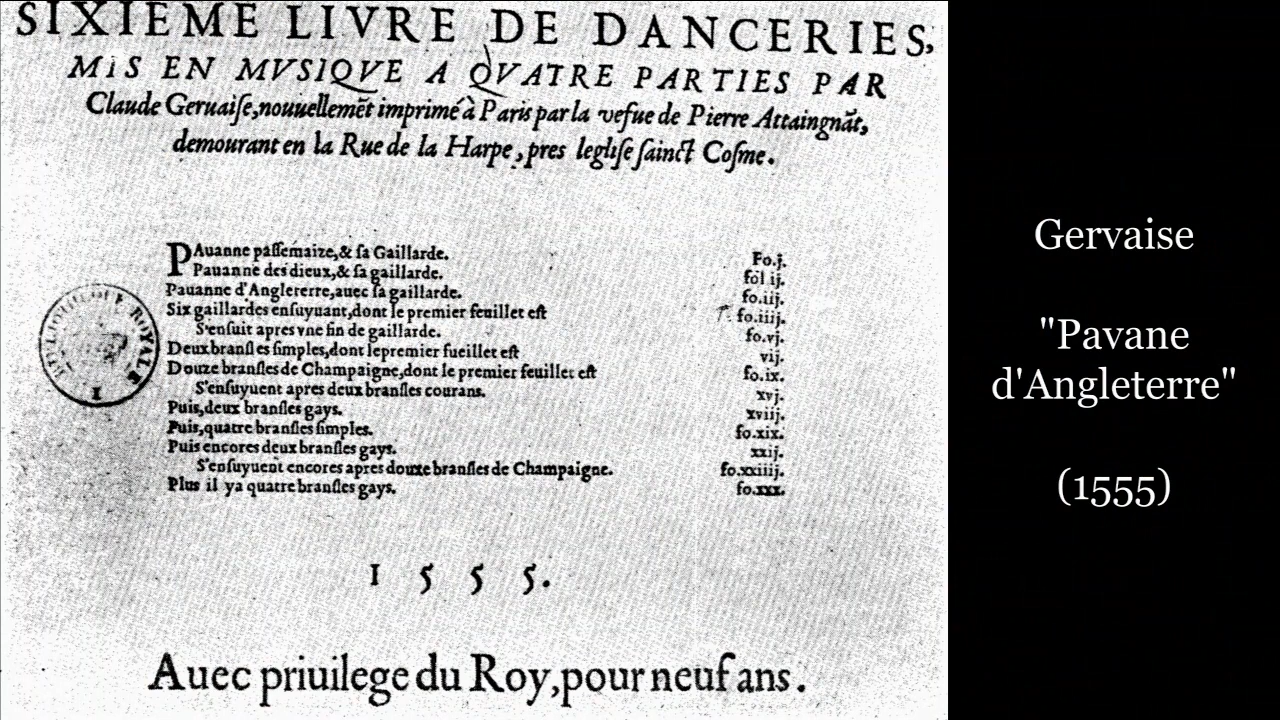 SIXIEME LIVRE DE DANCERIES,
MIS EN MVSIQVE A QVATRE PARTIES PAR
Claude Geruaiſe, nouuellemẽt imprimé à Paris par la veſue de Pierre Attaingnãt,
demourant en la Rue de la Harpe, pres legliſe ſainct Coſme.
PAuanne paſſemaize, & ſa Gaillarde. Fo.j.
Pauanne des dieux, & ſa gaillarde. fol ij.
Pauanne d'Anglererre, auec ſa gaillarde. fo.iij.
Six gaillardes enſuyuant, dont le premier feuillet eſt fo.iiij.
S'enſuit apres vne fin de gaillarde. fo.vj.
Deux branſles ſimples, dont le premier fueillet eſt vij.
Douze branſles de Champaigne, dont le premier feuillet eſt fo.ix.
S'enſuyuent apres deux branſles courans. xvj.
Puis, deux branſles gays. xviij.
Puis, quatre branſles ſimples. fo.xix.
Puis encores deux branſles gays. xxij.
S'enſuyuent encores apres douze branſles de Champaigne. fo.xxiij.
Plus il ya quatre branſles gays. fo.xxx.
ROYALE
I
1 5 5 5.
Auec priuilege du Roy, pour neuf ans.
Gervaise
"Pavane
d'Angleterre"
(1555)